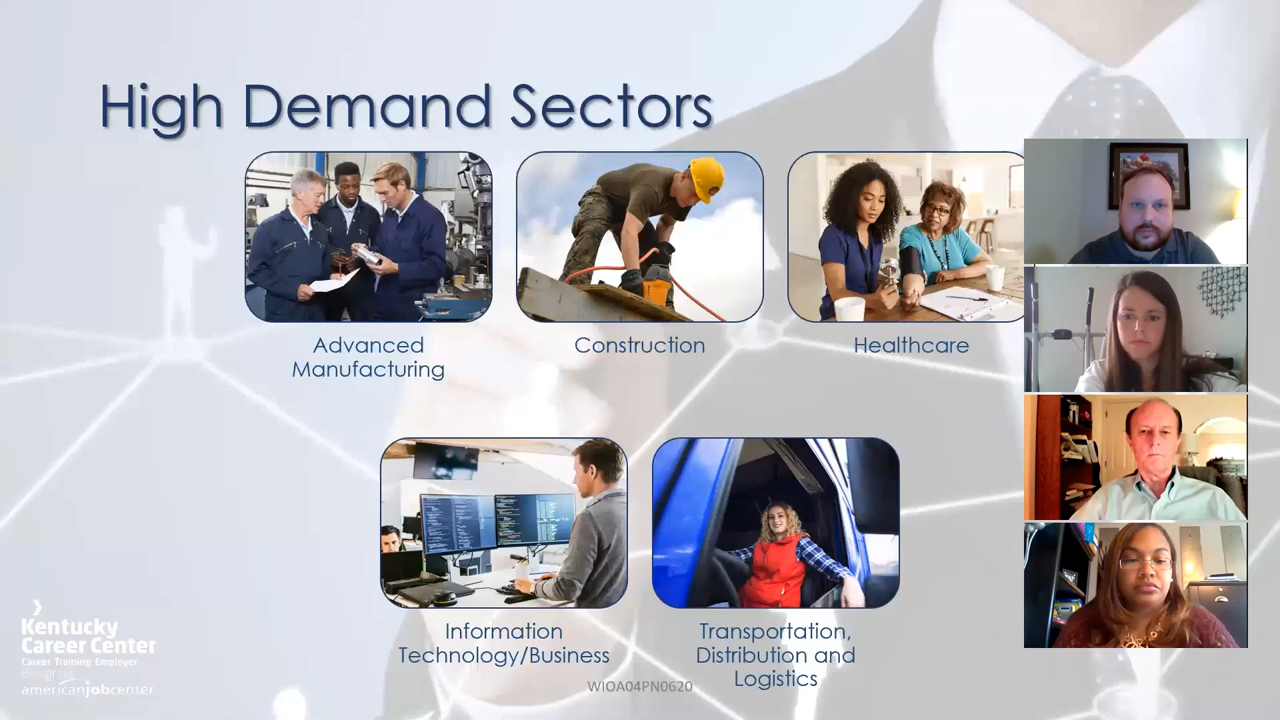 High Demand Sectors
Advanced
Manufacturing
Construction
Healthcare
Information
Technology/Business
Transportation,
Distribution and
Logistics
Kentucky
Career Center
Career Training Employer
americanjobcenter
WIOA04PN0620